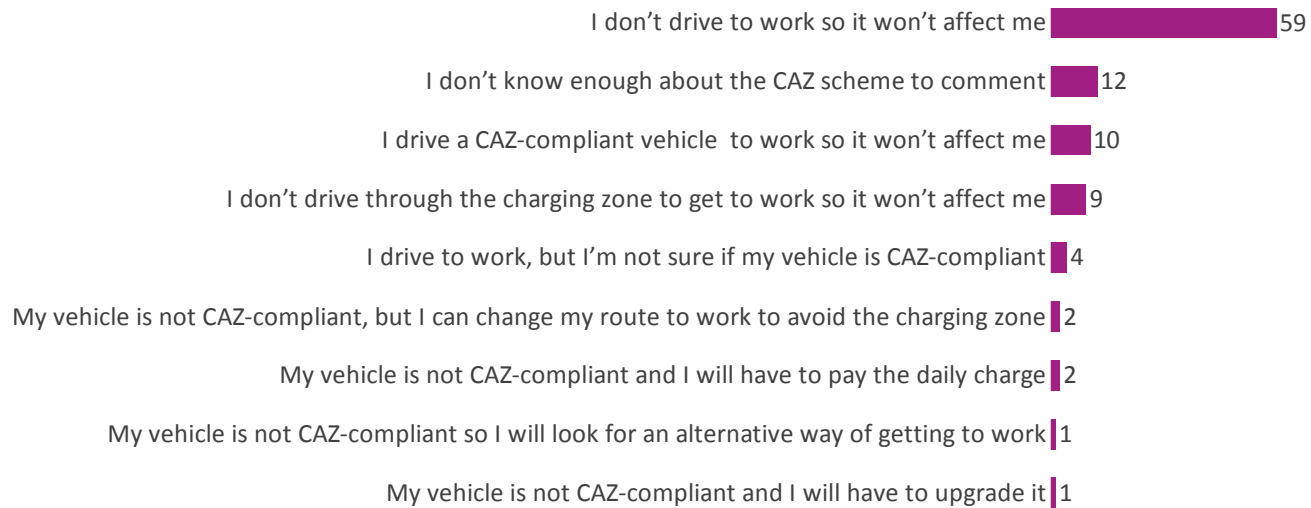 I don’t drive to work so it won’t affect me 59
I don’t know enough about the CAZ scheme to comment 12
I drive a CAZ-compliant vehicle  to work so it won’t affect me 10
I don’t drive through the charging zone to get to work so it won’t affect me 9
I drive to work, but I’m not sure if my vehicle is CAZ-compliant 4
My vehicle is not CAZ-compliant, but I can change my route to work to avoid the charging zone 2
My vehicle is not CAZ-compliant and I will have to pay the daily charge 2
My vehicle is not CAZ-compliant so I will look for an alternative way of getting to work 1
My vehicle is not CAZ-compliant and I will have to upgrade it 1